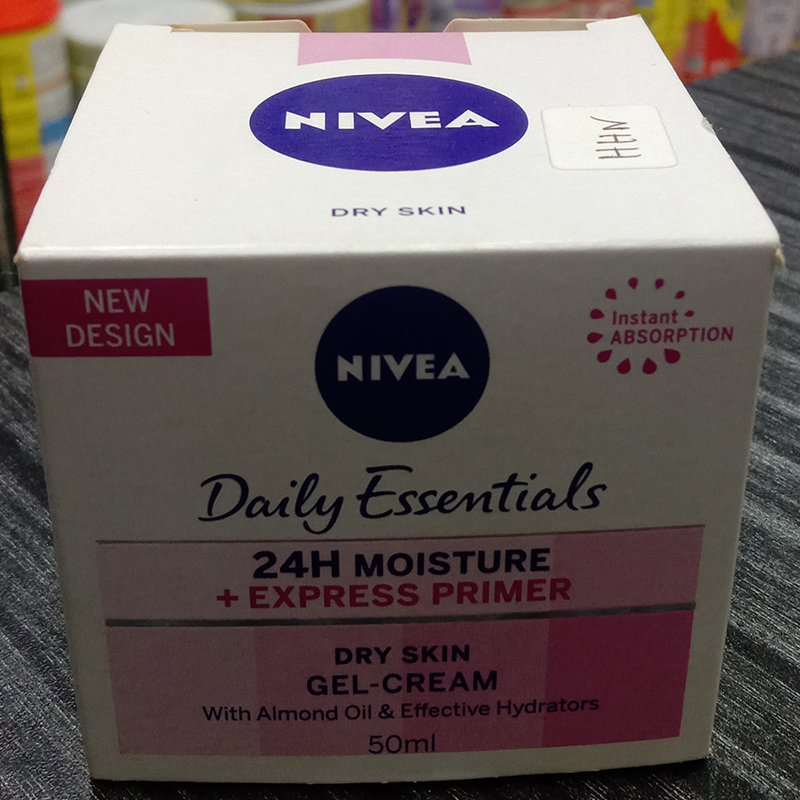 NIVEA
DRY SKIN
NEW
DESIGN
NIVEA
Instant
ABSORPTION
Daily Essentials
24H MOISTURE
+ EXPRESS PRIMER
DRY SKIN
GEL-CREAM
With Almond Oil & Effective Hydrators
50ml